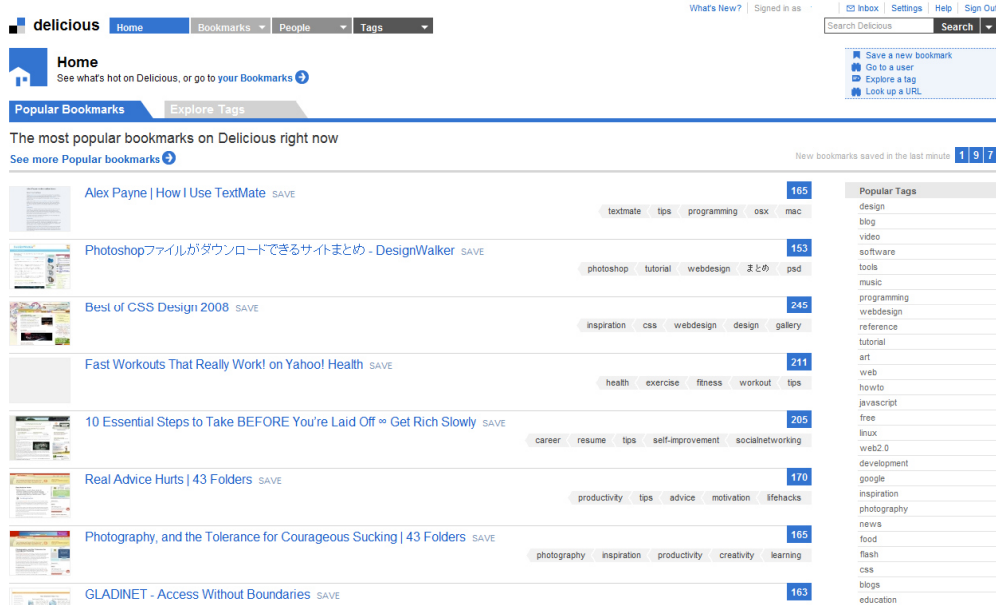 What's New? Signed in as Inbox Settings Help Sign Out
delicious Home Bookmarks People Tags Search Delicious Search
Home
See what's hot on Delicious, or go to your Bookmarks
Save a new bookmark
Go to a user
Explore a tag
Look up a URL
Popular Bookmarks Explore Tags
The most popular bookmarks on Delicious right now
See more Popular bookmarks
New bookmarks saved in the last minute 1 9 7
Alex Payne | How I Use TextMate SAVE 165
textmate tips programming osx mac
Photoshopファイルがダウンロードできるサイトまとめ - DesignWalker SAVE 153
photoshop tutorial webdesign まとめ psd
Best of CSS Design 2008 SAVE 245
inspiration css webdesign design gallery
Fast Workouts That Really Work! on Yahoo! Health SAVE 211
health exercise fitness workout tips
10 Essential Steps to Take BEFORE You're Laid Off ∞ Get Rich Slowly SAVE 205
career resume tips self-improvement socialnetworking
Real Advice Hurts | 43 Folders SAVE 170
productivity tips advice motivation lifehacks
Photography, and the Tolerance for Courageous Sucking | 43 Folders SAVE 165
photography inspiration productivity creativity learning
GLADINET - Access Without Boundaries SAVE 163
Popular Tags
design
blog
video
software
tools
music
programming
webdesign
reference
tutorial
art
web
howto
javascript
free
linux
web2.0
development
google
inspiration
photography
news
food
flash
css
blogs
education